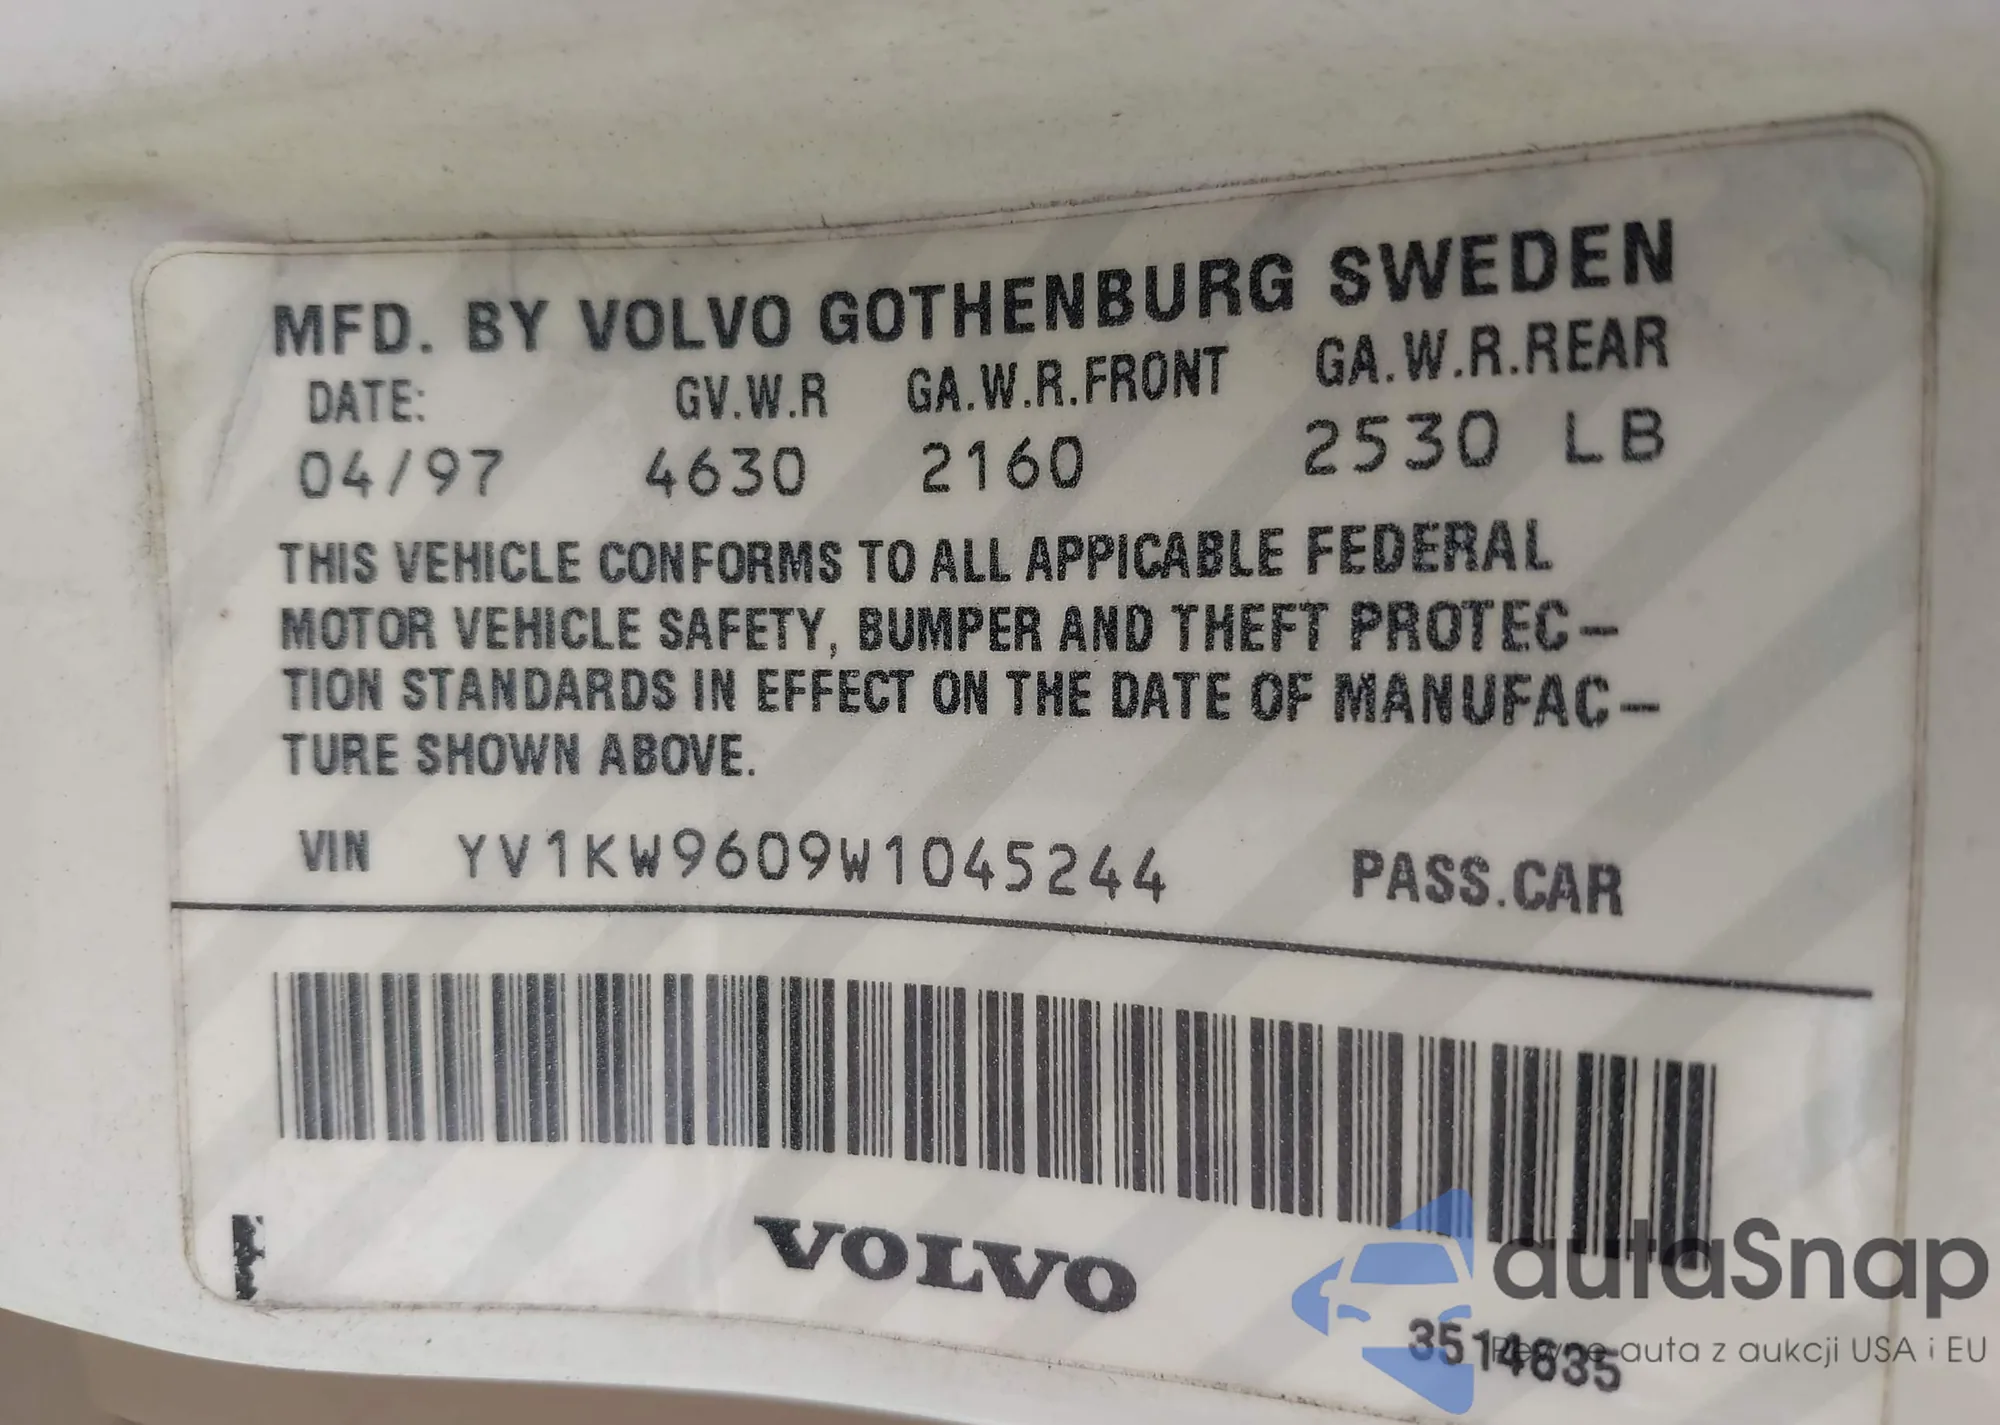 MFD. BY VOLVO GOTHENBURG SWEDEN
DATE: GV.W.R GA.W.R.FRONT GA.W.R.REAR
04/97 4630 2160 2530 LB
THIS VEHICLE CONFORMS TO ALL APPICABLE FEDERAL
MOTOR VEHICLE SAFETY, BUMPER AND THEFT PROTEC-
TION STANDARDS IN EFFECT ON THE DATE OF MANUFAC-
TURE SHOWN ABOVE.
VIN YV1KW9609W1045244 PASS.CAR
VOLVO
autaSnap
3514635
Pewne auta z aukcji USA i EU